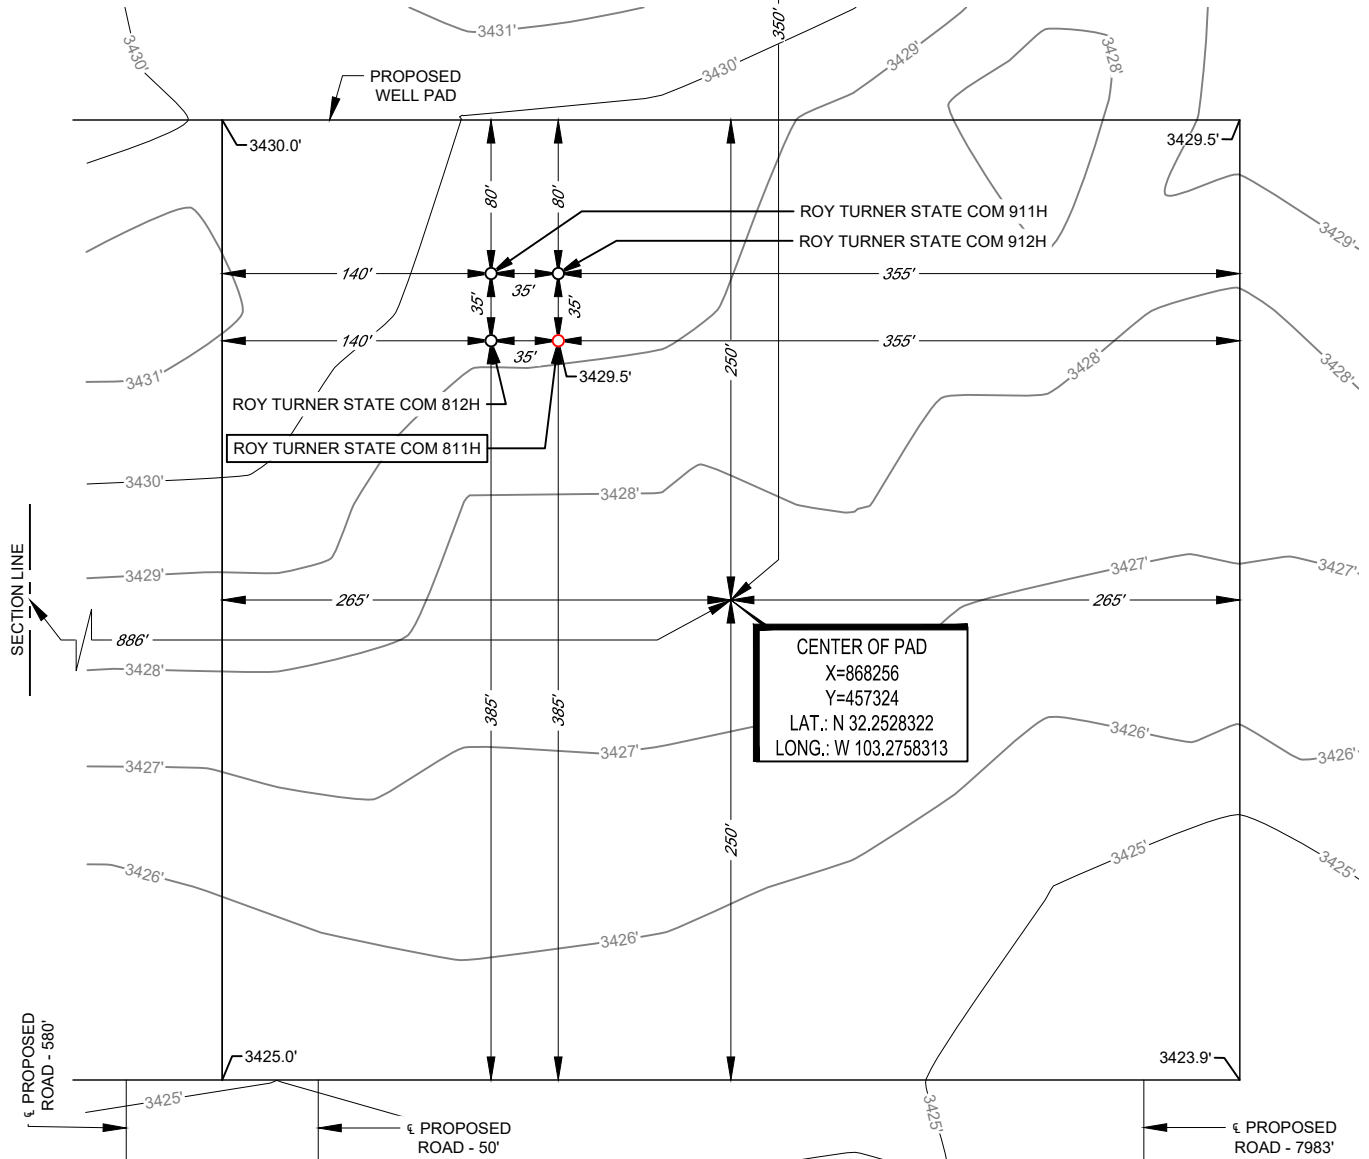 3431'
3430'
350'
3430'
3429'
3428'
PROPOSED
WELL PAD
3430.0'
3429.5'
80'
80'
ROY TURNER STATE COM 911H
ROY TURNER STATE COM 912H
3429'
140'
355'
35'
35'
35'
140'
355'
35'
250'
3431'
3429.5'
3428'
3428'
ROY TURNER STATE COM 812H
ROY TURNER STATE COM 811H
3430'
3428'
SECTION LINE
3429'
3427'
3427'
265'
265'
886'
3428'
CENTER OF PAD
X=868256
Y=457324
LAT.: N 32.2528322
LONG.: W 103.2758313
385'
385'
3427'
3427'
3426'
3426'
250'
3426'
3425'
3425'
3426'
3425.0'
3423.9'
℄ PROPOSED
ROAD - 580'
3425'
3425'
℄ PROPOSED
ROAD - 50'
℄ PROPOSED
ROAD - 7983'